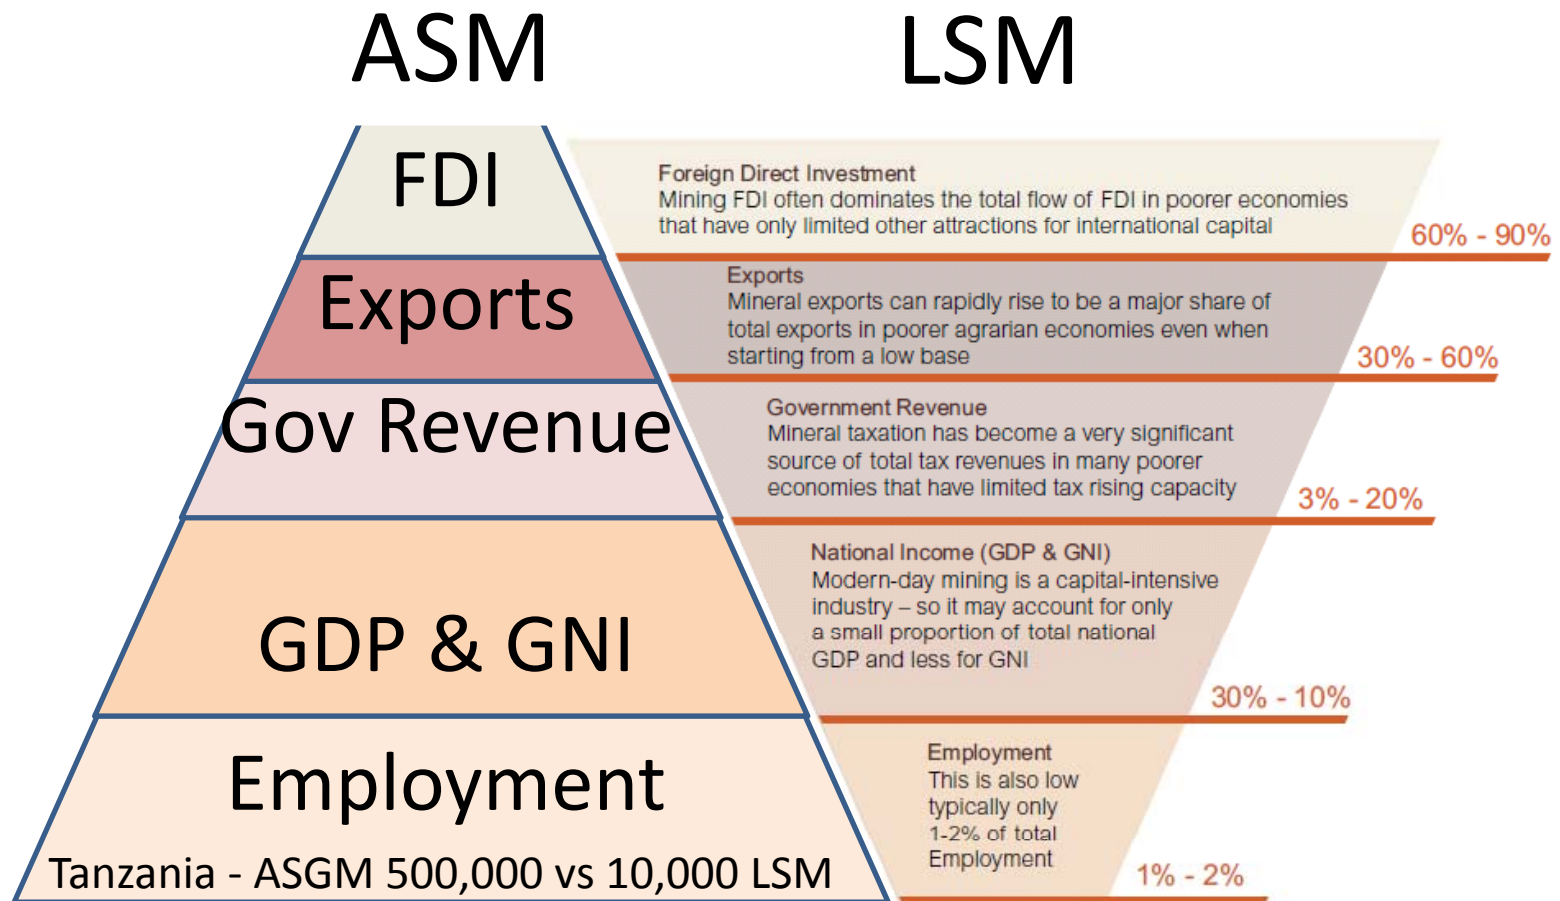 ASM
LSM
FDI
Exports
Gov Revenue
GDP & GNI
Employment
Tanzania - ASGM 500,000 vs 10,000 LSM
Foreign Direct Investment
Mining FDI often dominates the total flow of FDI in poorer economies
that have only limited other attractions for international capital
60% - 90%
Exports
Mineral exports can rapidly rise to be a major share of
total exports in poorer agrarian economies even when
starting from a low base
30% - 60%
Government Revenue
Mineral taxation has become a very significant
source of total tax revenues in many poorer
economies that have limited tax rising capacity
3% - 20%
National Income (GDP & GNI)
Modern-day mining is a capital-intensive
industry – so it may account for only
a small proportion of total national
GDP and less for GNI
30% - 10%
Employment
This is also low
typically only
1-2% of total
Employment
1% - 2%